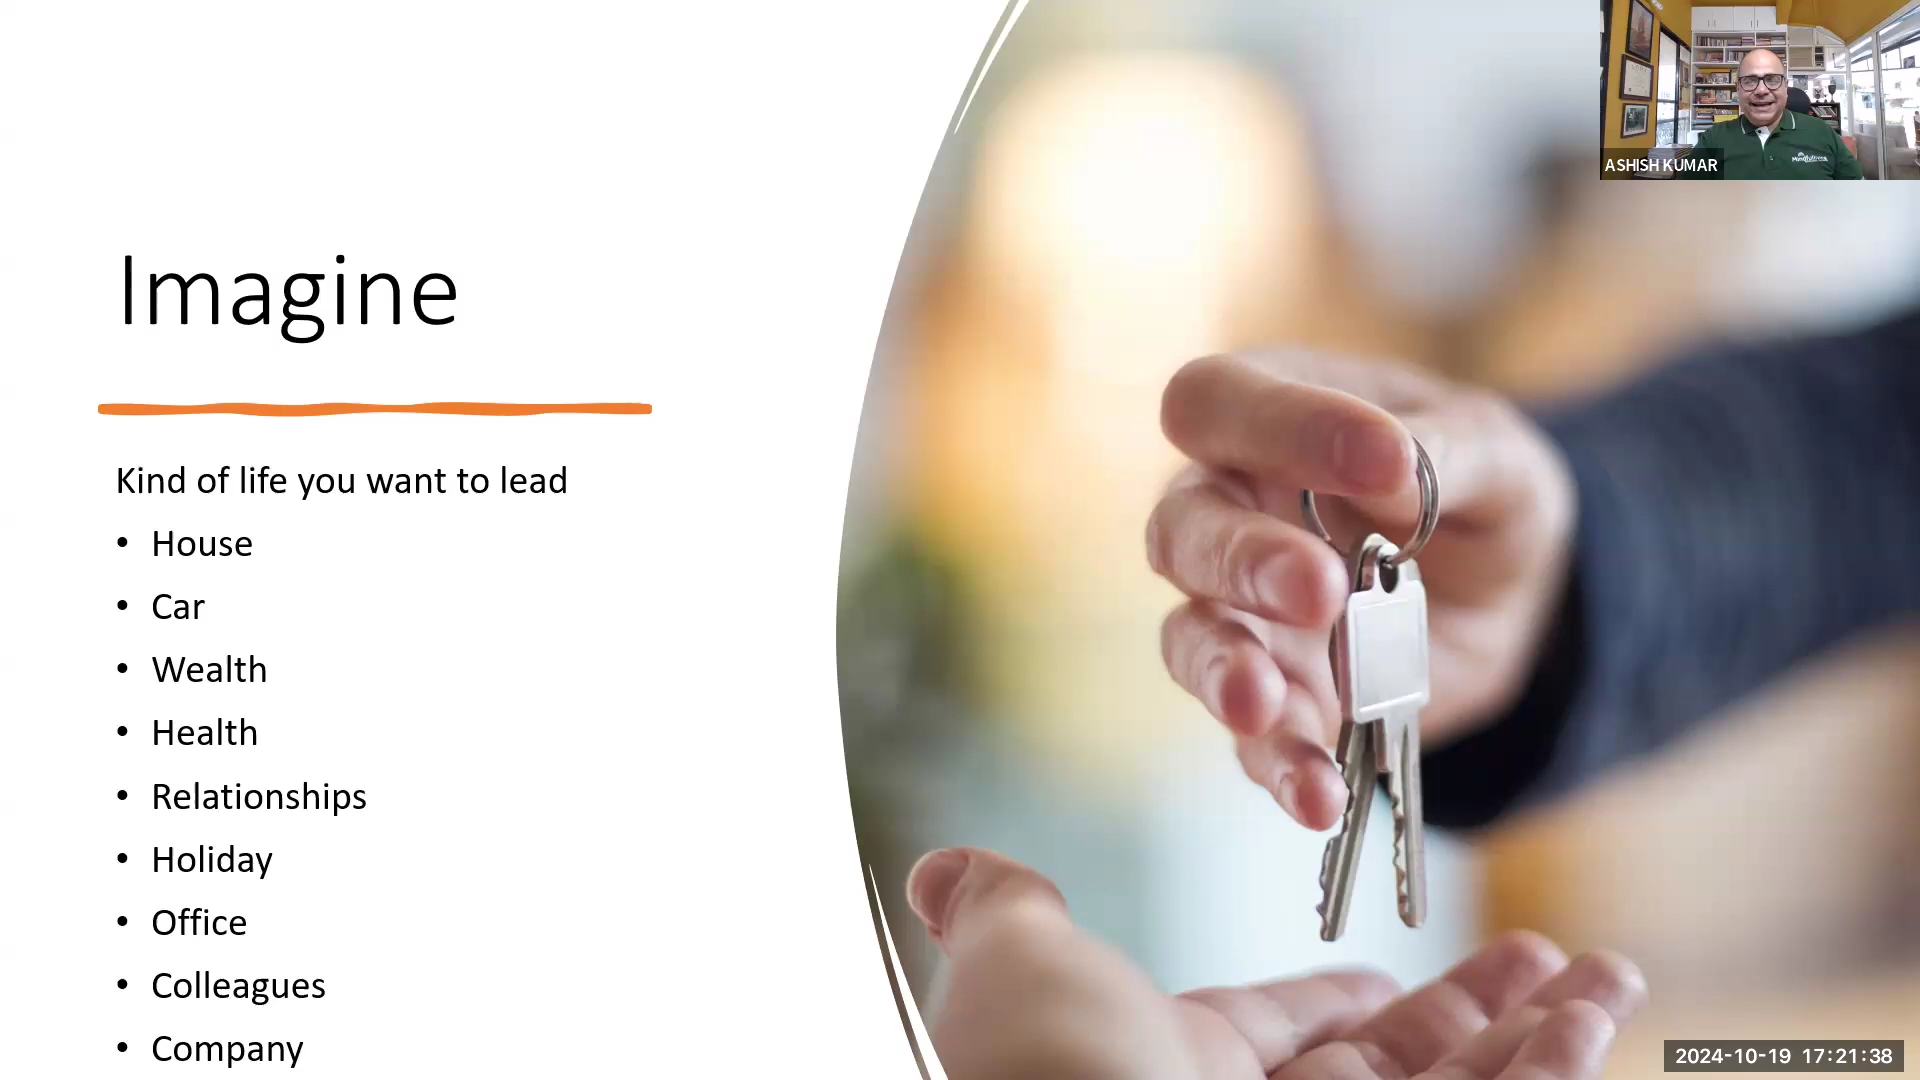 Imagine
Kind of life you want to lead
• House
• Car
• Wealth
• Health
• Relationships
• Holiday
• Office
• Colleagues
• Company
ASHISH KUMAR
2024-10-19 17:21:38